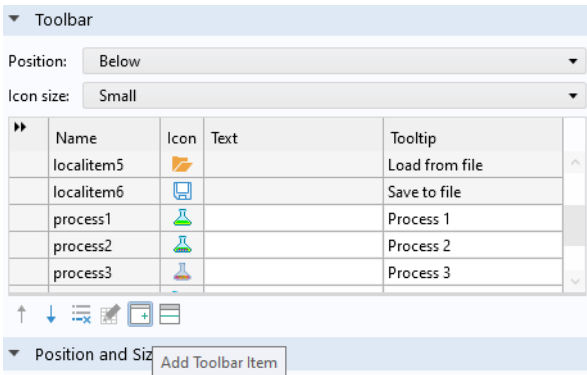 Toolbar
Position: Below
Icon size: Small
Name Icon Text Tooltip
localitem5 Load from file
localitem6 Save to file
process1 Process 1
process2 Process 2
process3 Process 3
Position and Siz
Add Toolbar Item